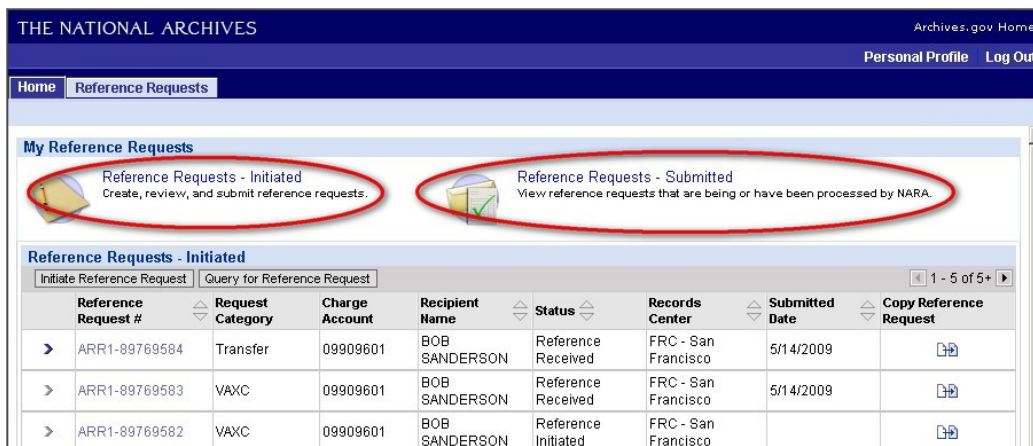 THE NATIONAL ARCHIVES
Archives.gov Home
Personal Profile Log Out
Home Reference Requests
My Reference Requests
Reference Requests - Initiated
Create, review, and submit reference requests.
Reference Requests - Submitted
View reference requests that are being or have been processed by NARA.
Reference Requests - Initiated
Initiate Reference Request Query for Reference Request 1 - 5 of 5+
Reference Request # Request Category Charge Account Recipient Name Status Records Center Submitted Date Copy Reference Request
ARR1-89769584 Transfer 09909601 BOB SANDERSON Reference Received FRC - San Francisco 5/14/2009
ARR1-89769583 VAXC 09909601 BOB SANDERSON Reference Received FRC - San Francisco 5/14/2009
ARR1-89769582 VAXC 09909601 BOB SANDERSON Reference Initiated FRC - San Francisco